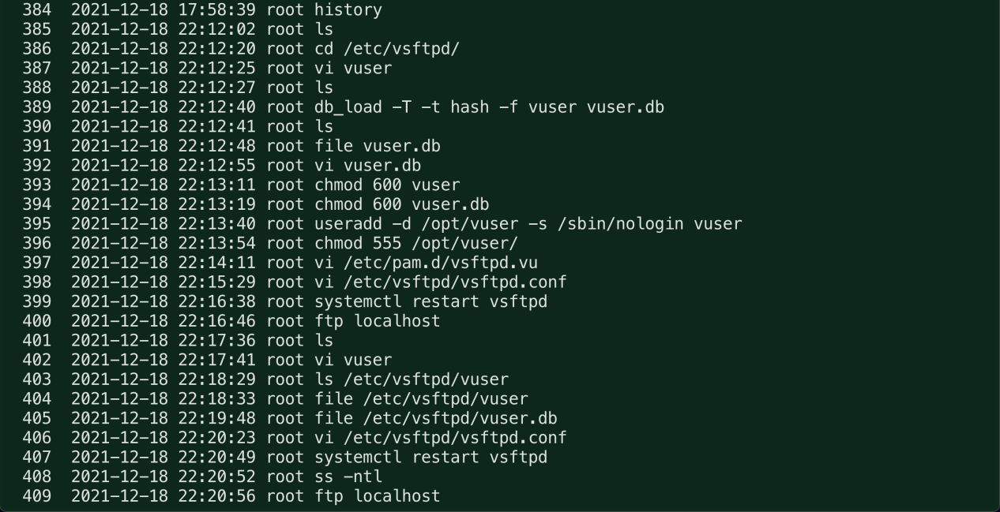 384  2021-12-18 17:58:39 root history
385  2021-12-18 22:12:02 root ls
386  2021-12-18 22:12:20 root cd /etc/vsftpd/
387  2021-12-18 22:12:25 root vi vuser
388  2021-12-18 22:12:27 root ls
389  2021-12-18 22:12:40 root db_load -T -t hash -f vuser vuser.db
390  2021-12-18 22:12:41 root ls
391  2021-12-18 22:12:48 root file vuser.db
392  2021-12-18 22:12:55 root vi vuser.db
393  2021-12-18 22:13:11 root chmod 600 vuser
394  2021-12-18 22:13:19 root chmod 600 vuser.db
395  2021-12-18 22:13:40 root useradd -d /opt/vuser -s /sbin/nologin vuser
396  2021-12-18 22:13:54 root chmod 555 /opt/vuser/
397  2021-12-18 22:14:11 root vi /etc/pam.d/vsftpd.vu
398  2021-12-18 22:15:29 root vi /etc/vsftpd/vsftpd.conf
399  2021-12-18 22:16:38 root systemctl restart vsftpd
400  2021-12-18 22:16:46 root ftp localhost
401  2021-12-18 22:17:36 root ls
402  2021-12-18 22:17:41 root vi vuser
403  2021-12-18 22:18:29 root ls /etc/vsftpd/vuser
404  2021-12-18 22:18:33 root file /etc/vsftpd/vuser
405  2021-12-18 22:19:48 root file /etc/vsftpd/vuser.db
406  2021-12-18 22:20:23 root vi /etc/vsftpd/vsftpd.conf
407  2021-12-18 22:20:49 root systemctl restart vsftpd
408  2021-12-18 22:20:52 root ss -ntl
409  2021-12-18 22:20:56 root ftp localhost